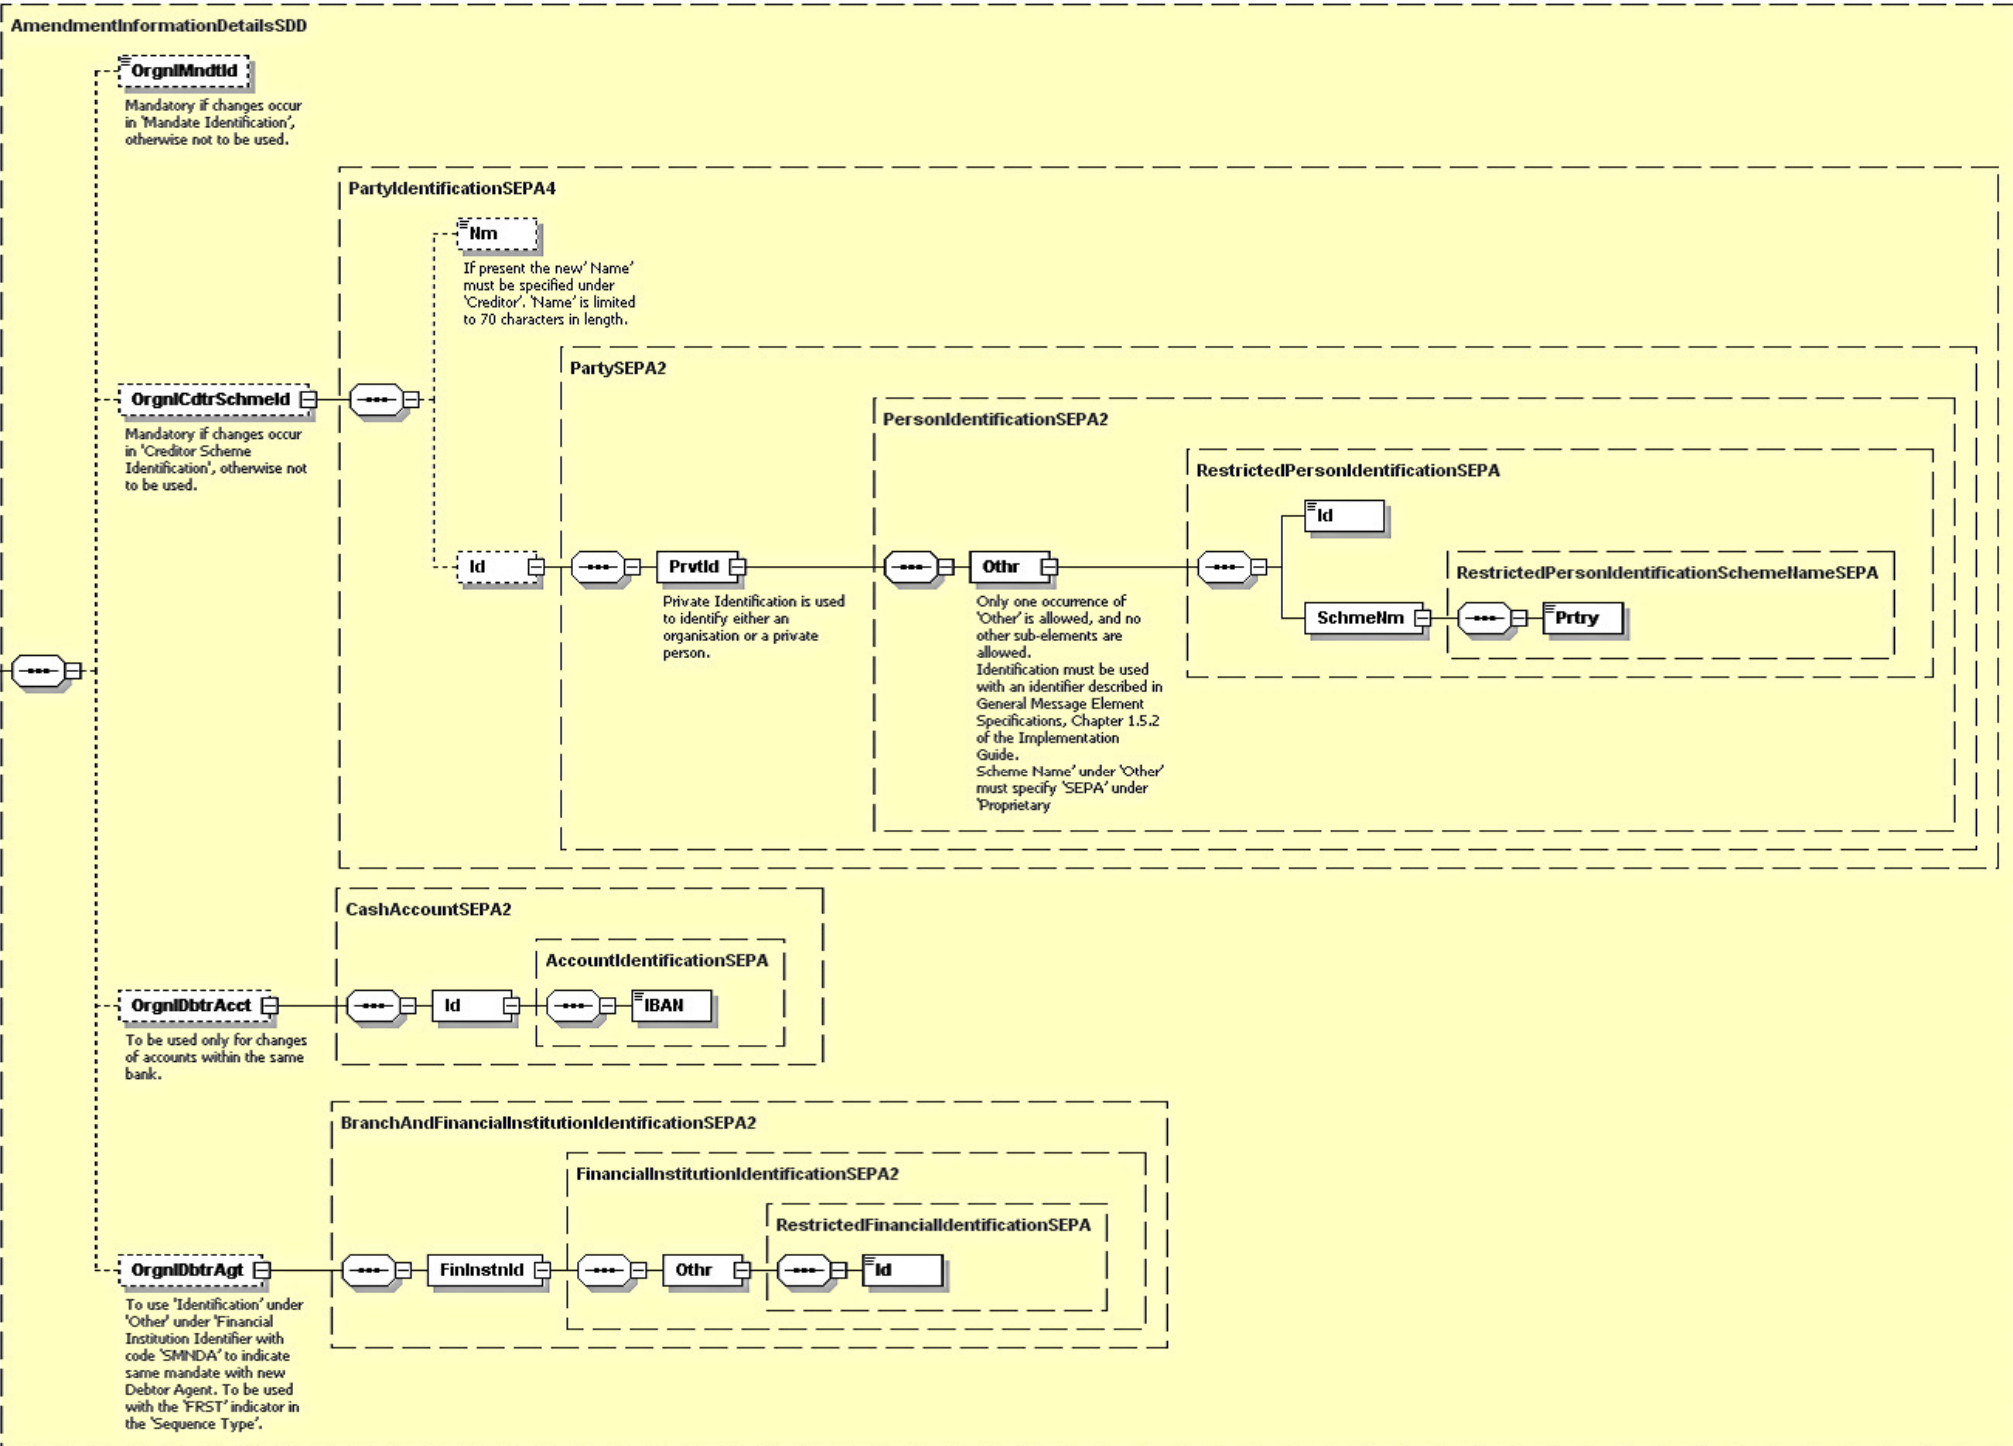 AmendmentInformationDetailsSDD
OrgnlMndtId
Mandatory if changes occur
in 'Mandate Identification',
otherwise not to be used.
PartyIdentificationSEPA4
Nm
If present the new' Name'
must be specified under
'Creditor'. 'Name' is limited
to 70 characters in length.
PartySEPA2
OrgnlCdtrSchmeId
Mandatory if changes occur
in 'Creditor Scheme
Identification', otherwise not
to be used.
PersonIdentificationSEPA2
RestrictedPersonIdentificationSEPA
Id
Id
PrvtId
Private Identification is used
to identify either an
organisation or a private
person.
Othr
Only one occurrence of
'Other' is allowed, and no
other sub-elements are
allowed.
Identification must be used
with an identifier described in
General Message Element
Specifications, Chapter 1.5.2
of the Implementation
Guide.
Scheme Name' under 'Other'
must specify 'SEPA' under
'Proprietary
RestrictedPersonIdentificationSchemeNameSEPA
SchmeNm
Prtry
CashAccountSEPA2
AccountIdentificationSEPA
OrgnlDbtrAcct
Id
IBAN
To be used only for changes
of accounts within the same
bank.
BranchAndFinancialInstitutionIdentificationSEPA2
FinancialInstitutionIdentificationSEPA2
RestrictedFinancialIdentificationSEPA
OrgnlDbtrAgt
FinInstnId
Othr
Id
To use 'Identification' under
'Other' under 'Financial
Institution Identifier with
code 'SMNDA' to indicate
same mandate with new
Debtor Agent. To be used
with the 'FRST' indicator in
the 'Sequence Type'.